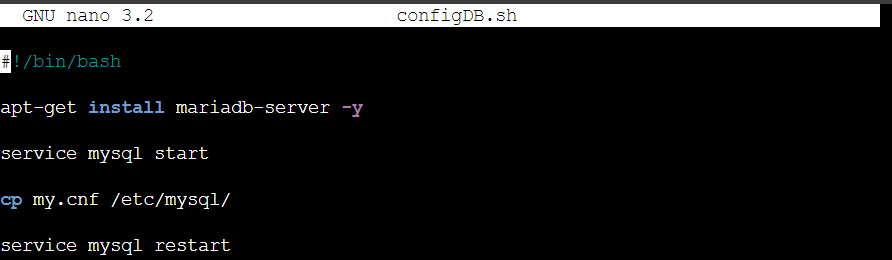 GNU nano 3.2 configDB.sh
#!/bin/bash
apt-get install mariadb-server -y
service mysql start
cp my.cnf /etc/mysql/
service mysql restart